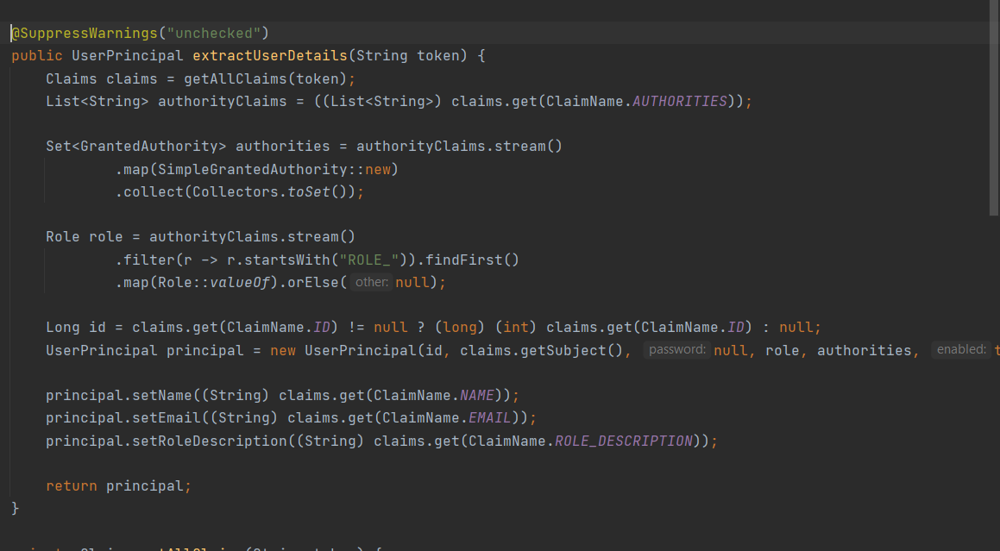 @SuppressWarnings("unchecked")
public UserPrincipal extractUserDetails(String token) {
    Claims claims = getAllClaims(token);
    List<String> authorityClaims = ((List<String>) claims.get(ClaimName.AUTHORITIES));

    Set<GrantedAuthority> authorities = authorityClaims.stream()
            .map(SimpleGrantedAuthority::new)
            .collect(Collectors.toSet());

    Role role = authorityClaims.stream()
            .filter(r -> r.startsWith("ROLE_")).findFirst()
            .map(Role::valueOf).orElse( other: null);

    Long id = claims.get(ClaimName.ID) != null ? (long) (int) claims.get(ClaimName.ID) : null;
    UserPrincipal principal = new UserPrincipal(id, claims.getSubject(), password: null, role, authorities, enabled:

    principal.setName((String) claims.get(ClaimName.NAME));
    principal.setEmail((String) claims.get(ClaimName.EMAIL));
    principal.setRoleDescription((String) claims.get(ClaimName.ROLE_DESCRIPTION));

    return principal;
}